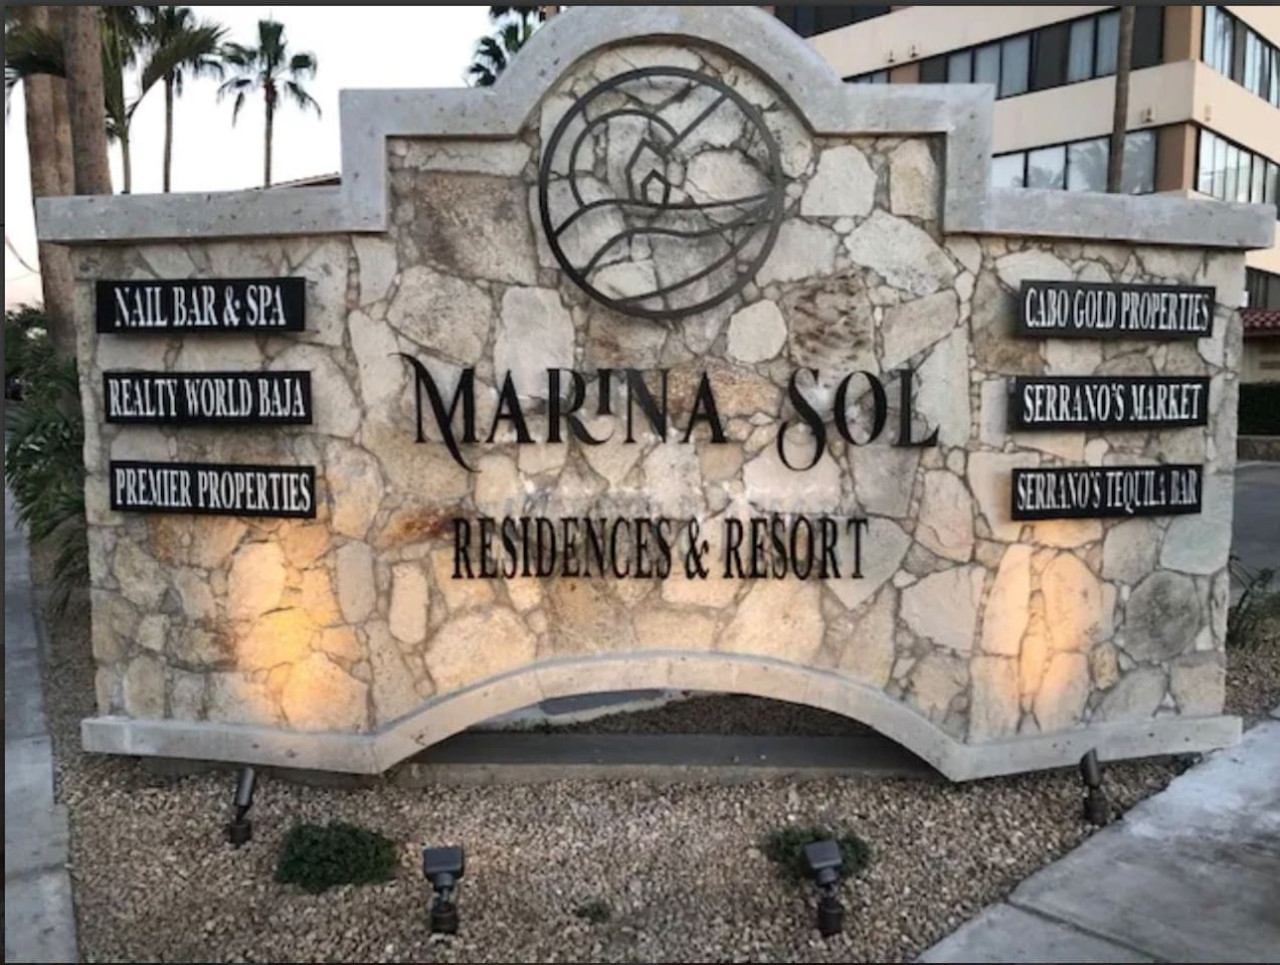 NAIL BAR & SPA
REALTY WORLD BAJA
PREMIER PROPERTIES
MARINA SOL
RESIDENCES & RESORT
CABO GOLD PROPERTIES
SERRANO'S MARKET
SERRANO'S TEQUILA BAR